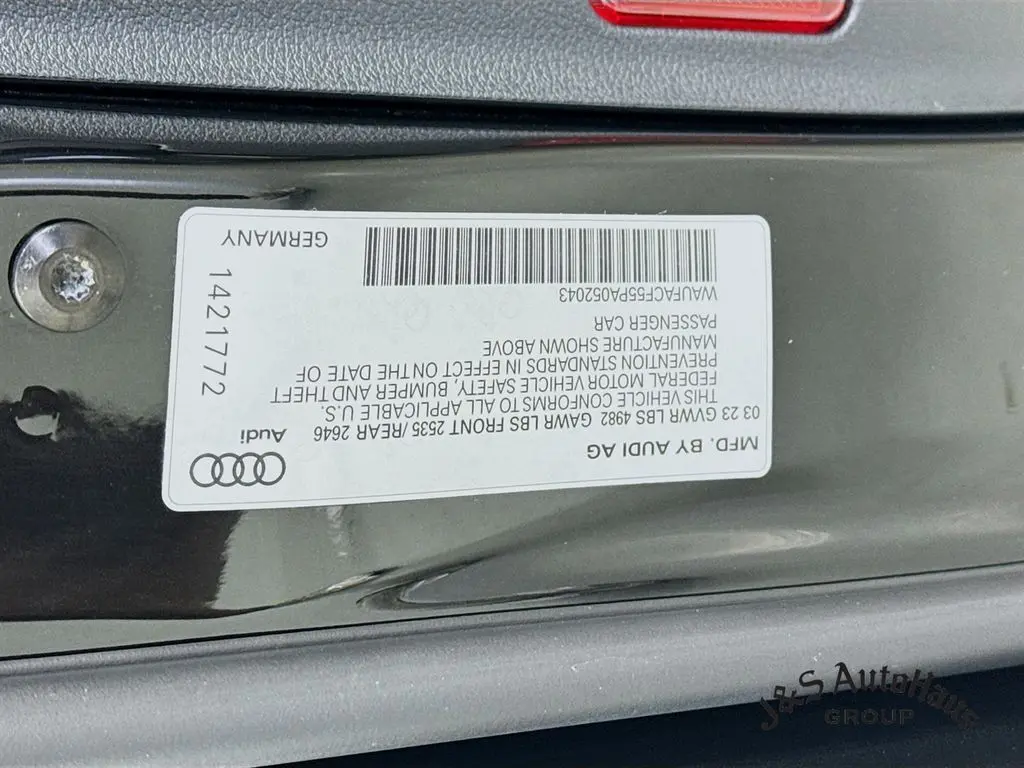 MFD. BY AUDI AG
Audi
03 23 GVWR LBS 4982 GAWR LBS FRONT 2535 / REAR 2646
THIS VEHICLE CONFORMS TO ALL APPLICABLE U.S.
FEDERAL MOTOR VEHICLE SAFETY, BUMPER AND THEFT
PREVENTION STANDARDS IN EFFECT ON THE DATE OF
MANUFACTURE SHOWN ABOVE
PASSENGER CAR
WAUFACF55PA052043
GERMANY
1421772
J&S AutoHaus
GROUP